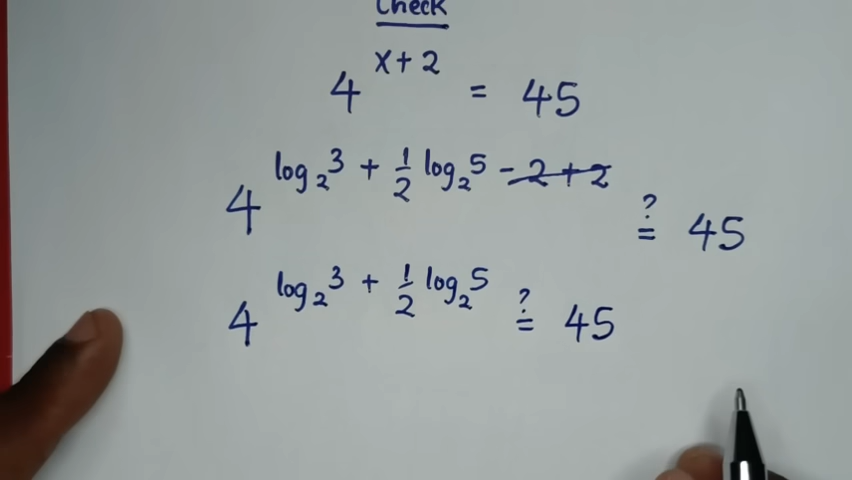 Check
4^{x+2} = 45
4^{log₂3 + ½ log₂5 - 2 + 2} ≟ 45
4^{log₂3 + ½ log₂5} ≟ 45